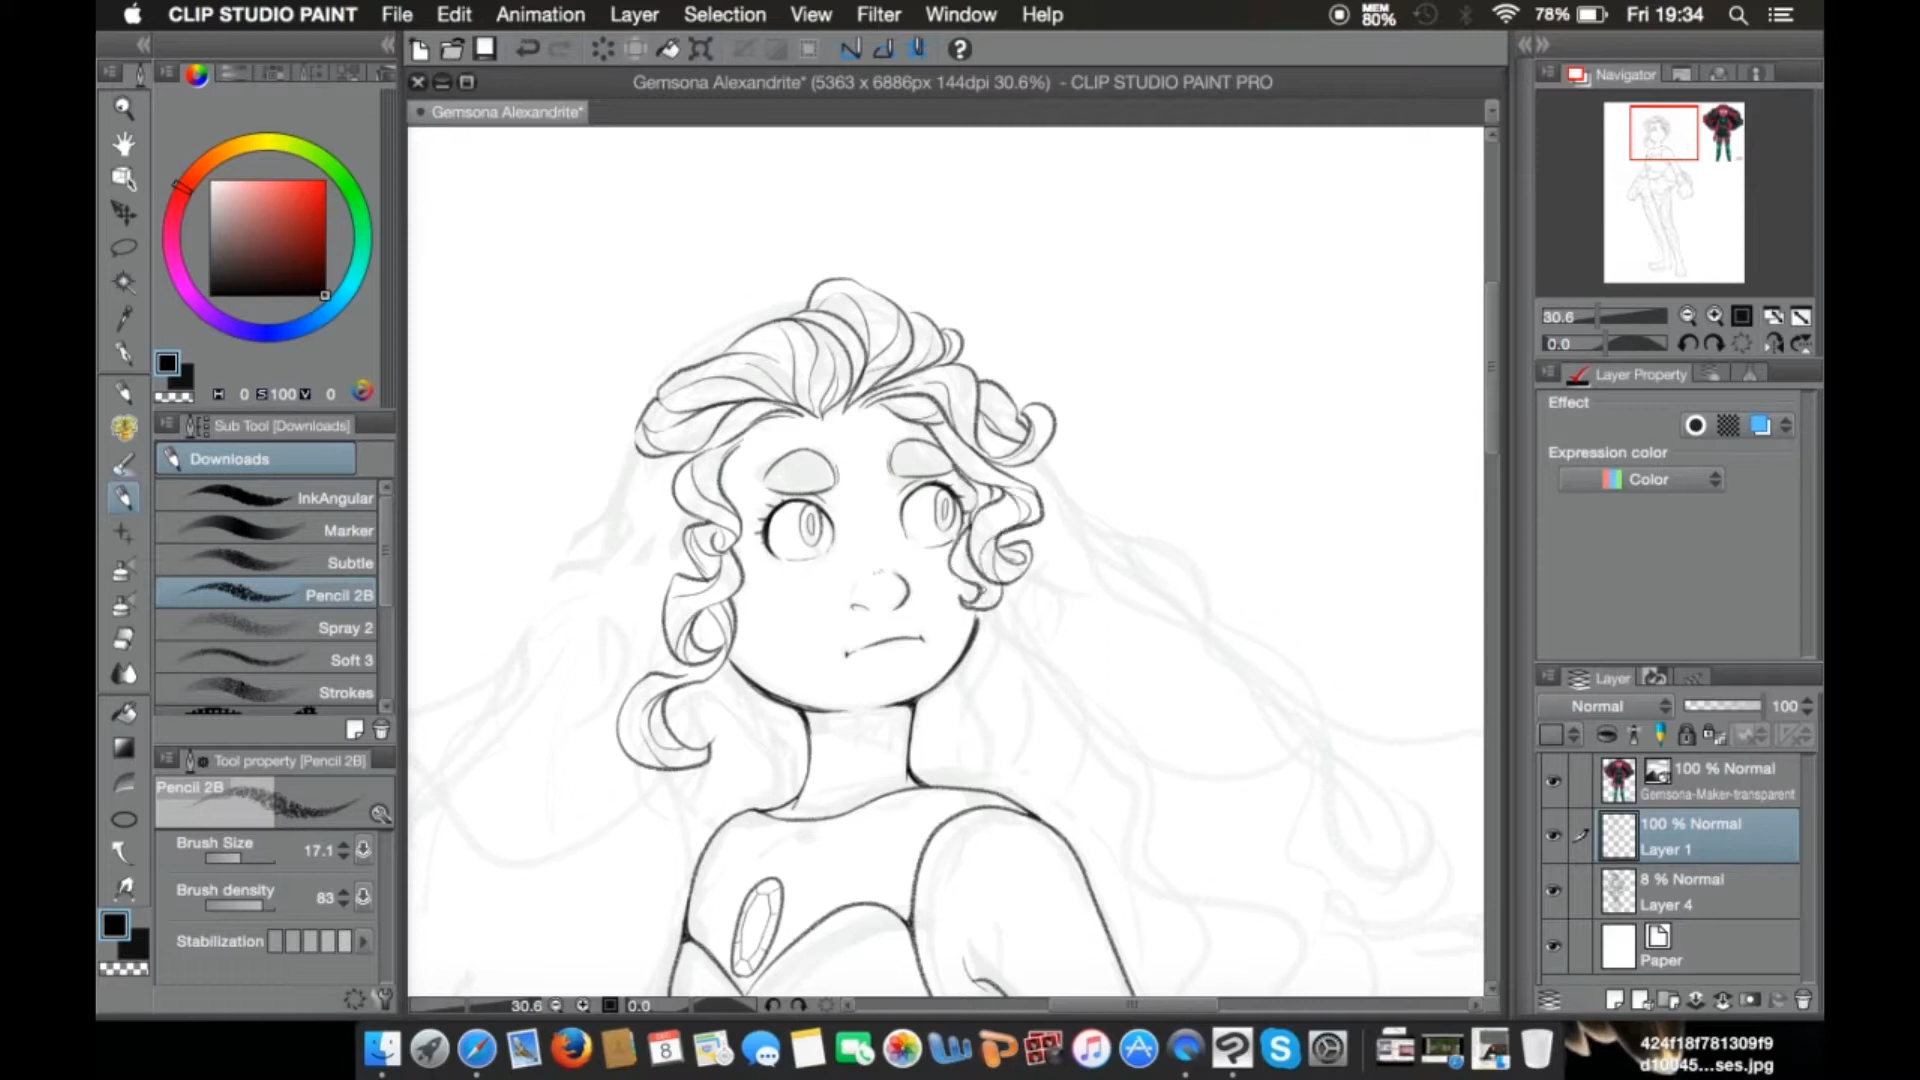 CLIP STUDIO PAINT File Edit Animation Layer Selection View Filter Window Help MEM 80% 78% Fri 19:34
Gemsona Alexandrite* (5363 x 6886px 144dpi 30.6%) - CLIP STUDIO PAINT PRO
Gemsona Alexandrite*
H 0 S 100 V 0
Sub Tool [Downloads]
Downloads
InkAngular
Marker
Subtle
Pencil 2B
Spray 2
Soft 3
Strokes
Tool property [Pencil 2B]
Pencil 2B
Brush Size 17.1
Brush density 83
Stabilization
30.6 0.0
Navigator
30.6
0.0
Layer Property
Effect
Expression color
Color
Layer
Normal 100
100 % Normal
Gemsona-Maker-transparent
100 % Normal
Layer 1
8 % Normal
Layer 4
Paper
8
424f18f781309f9
d10045...ses.jpg